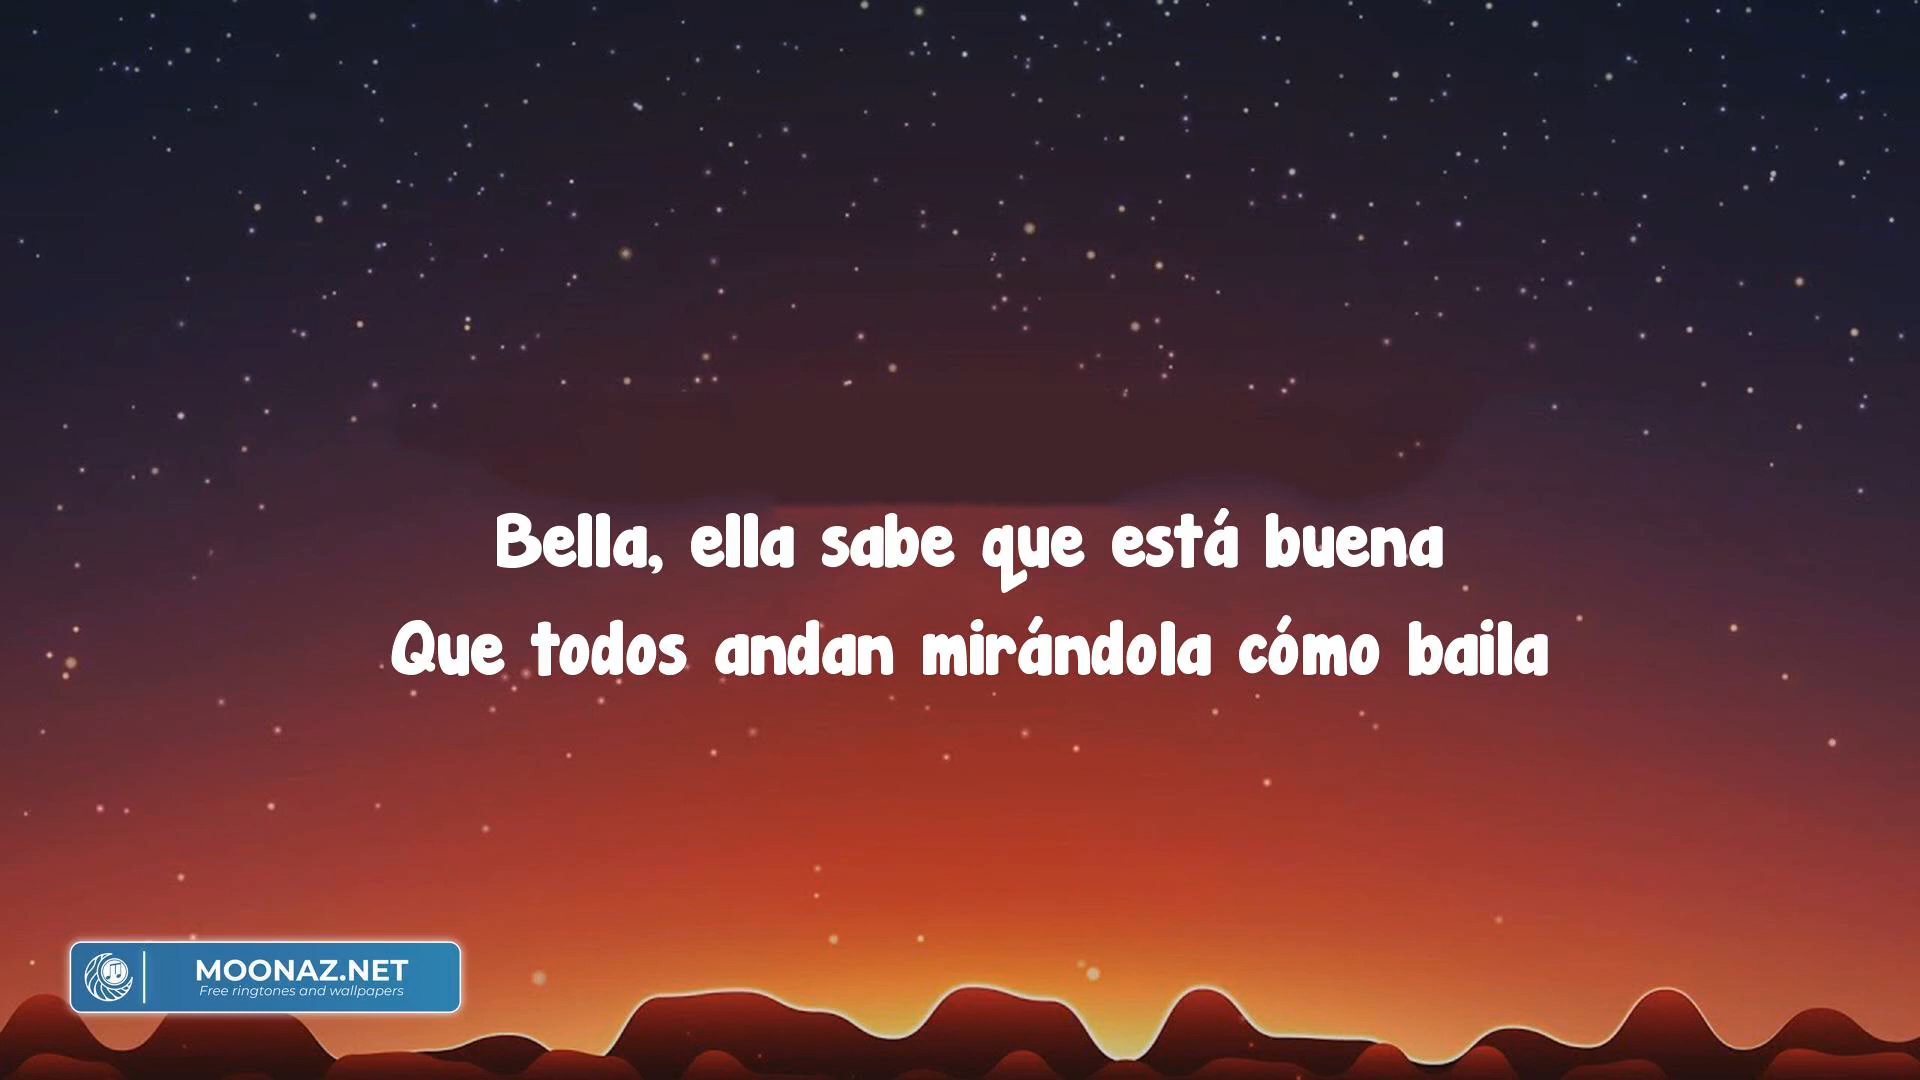 Bella, ella sabe que está buena
Que todos andan mirándola cómo baila
MOONAZ.NET
Free ringtones and wallpapers